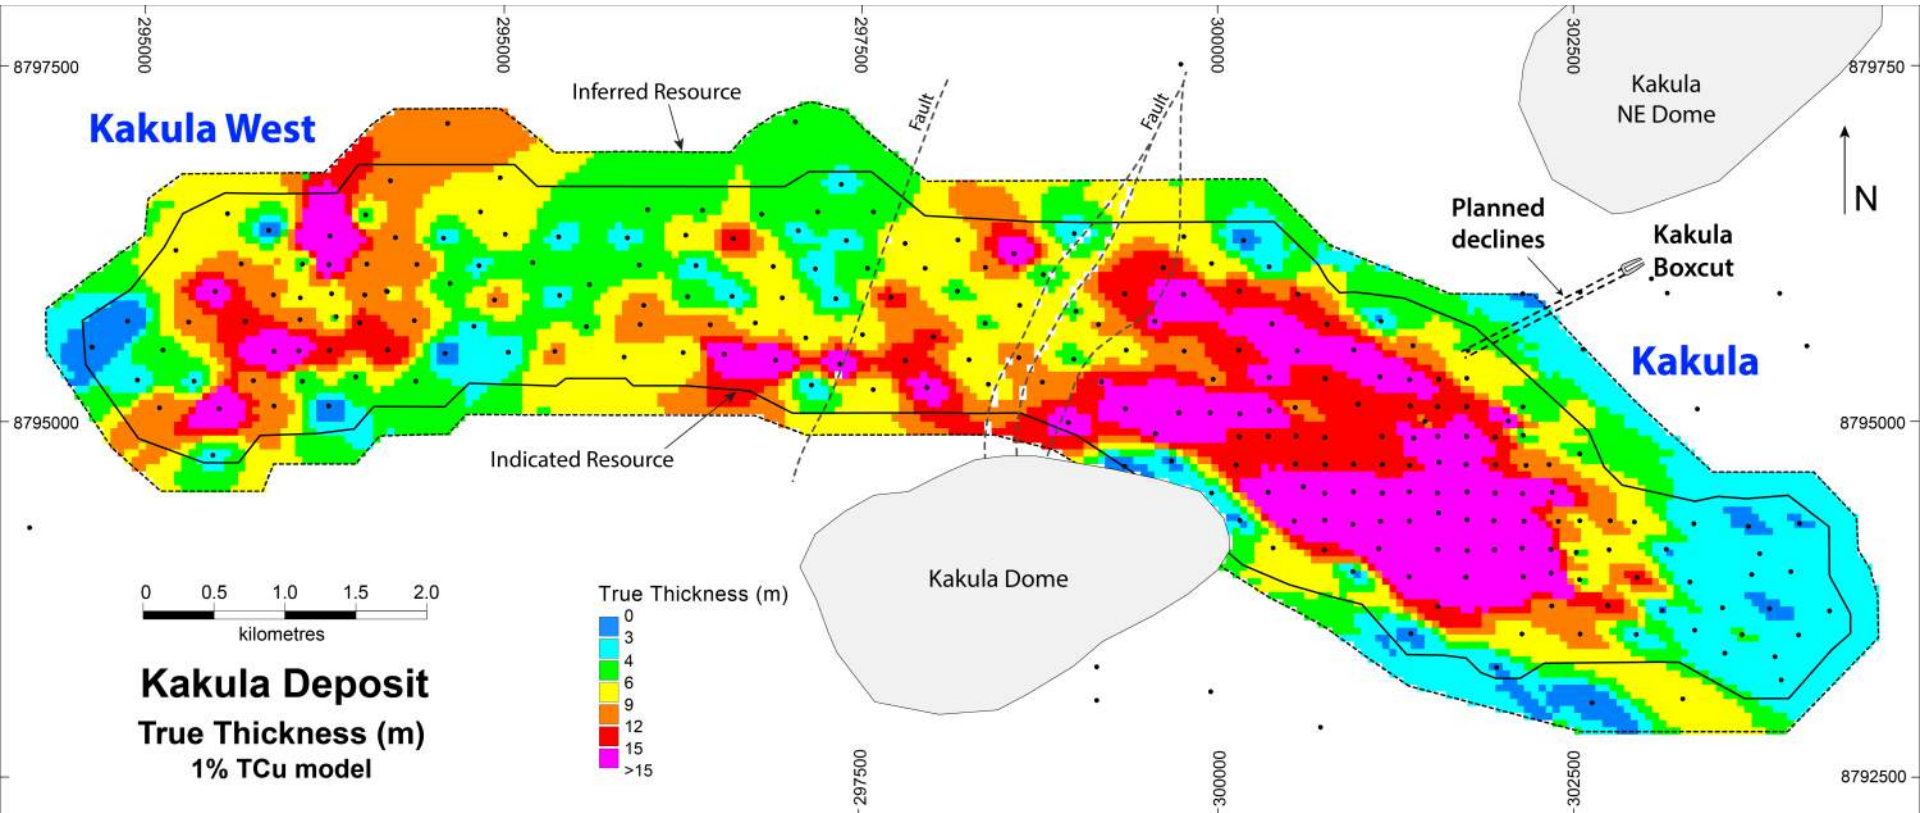 295000
295000
297500
300000
302500
8797500
879750
Kakula West
Inferred Resource
Fault
Fault
Kakula
NE Dome
N
Planned
declines
Kakula
Boxcut
Kakula
8795000
8795000
Indicated Resource
Kakula Dome
0 0.5 1.0 1.5 2.0
kilometres
Kakula Deposit
True Thickness (m)
1% TCu model
True Thickness (m)
0
3
4
6
9
12
15
>15
297500
300000
302500
8792500